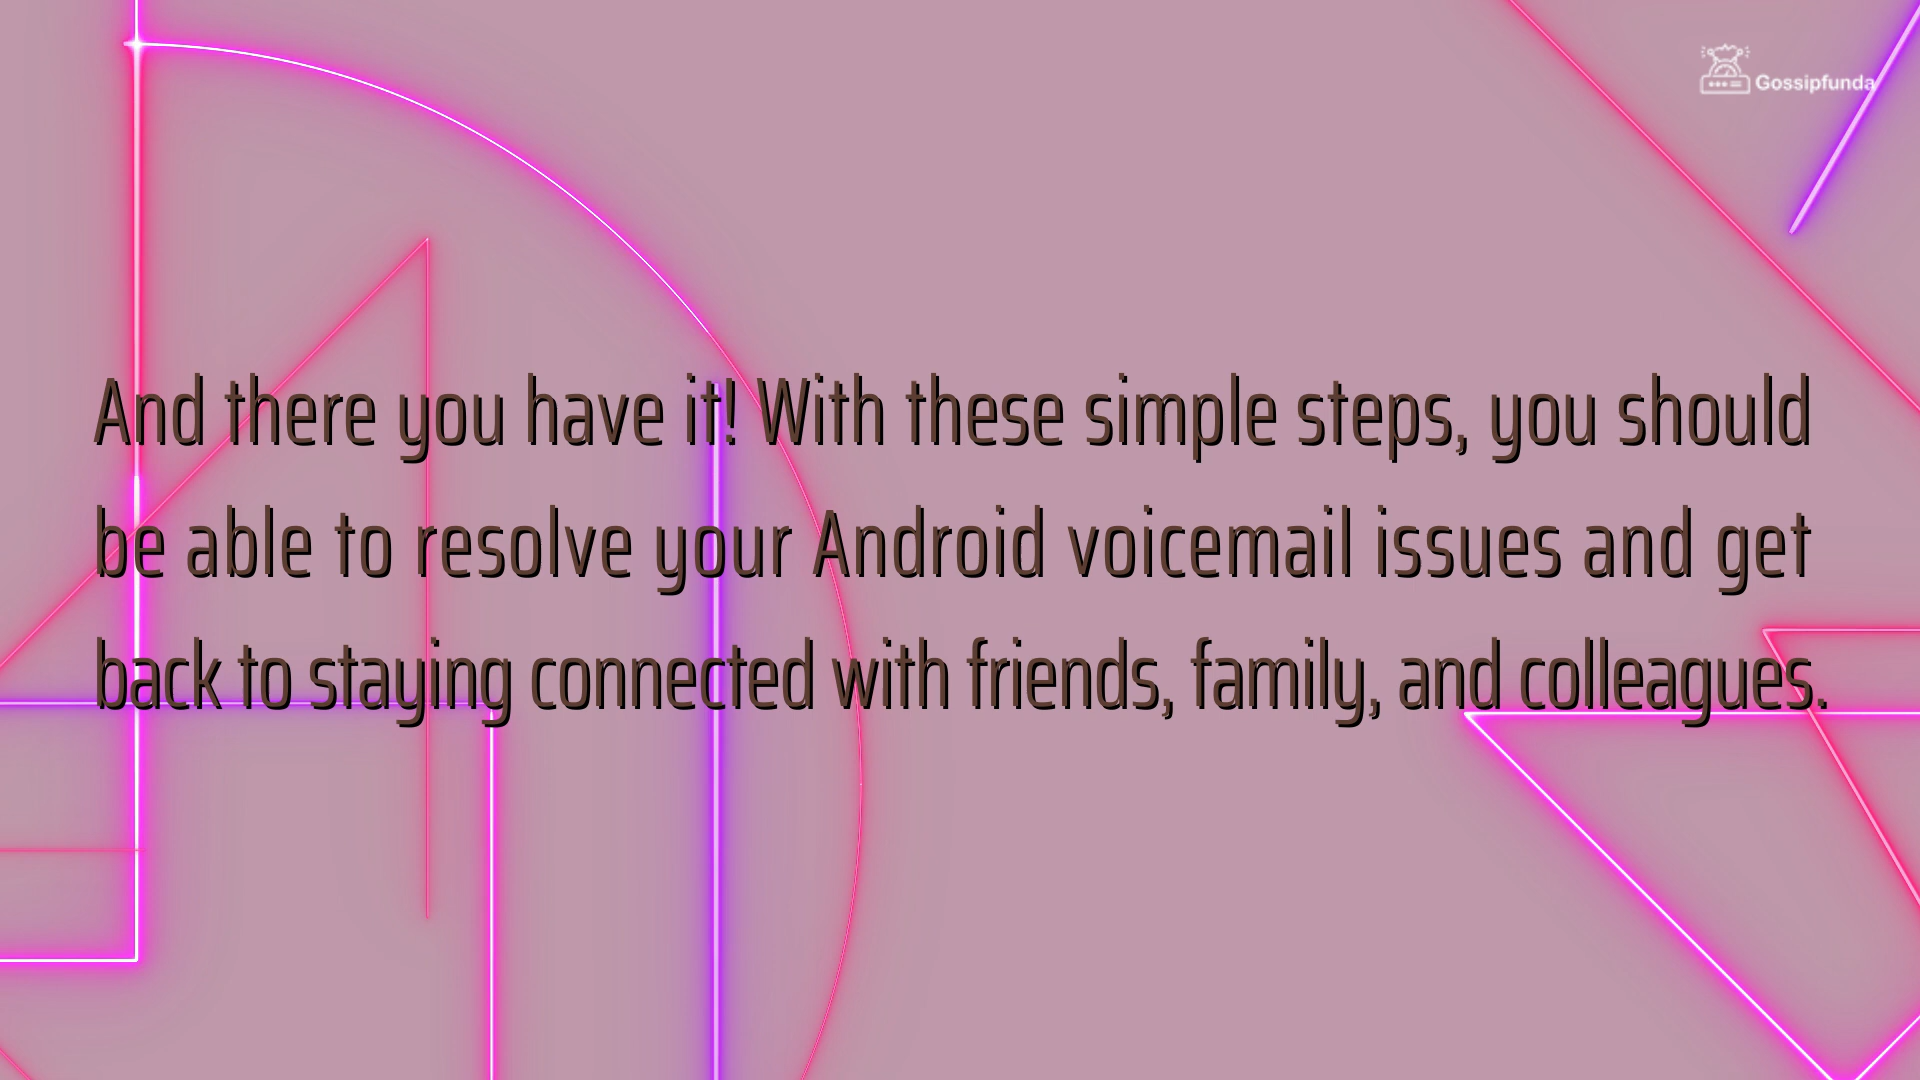 Gossipfunda
And there you have it! With these simple steps, you should
be able to resolve your Android voicemail issues and get
back to staying connected with friends, family, and colleagues.